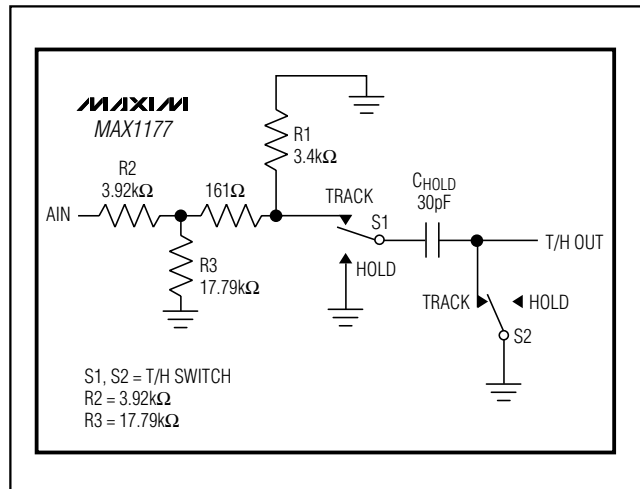 MAXIM
MAX1177
R1
3.4kΩ
R2
3.92kΩ
161Ω
TRACK
CHOLD
30pF
AIN
S1
T/H OUT
R3
17.79kΩ
HOLD
TRACK
HOLD
S2
S1, S2 = T/H SWITCH
R2 = 3.92kΩ
R3 = 17.79kΩ